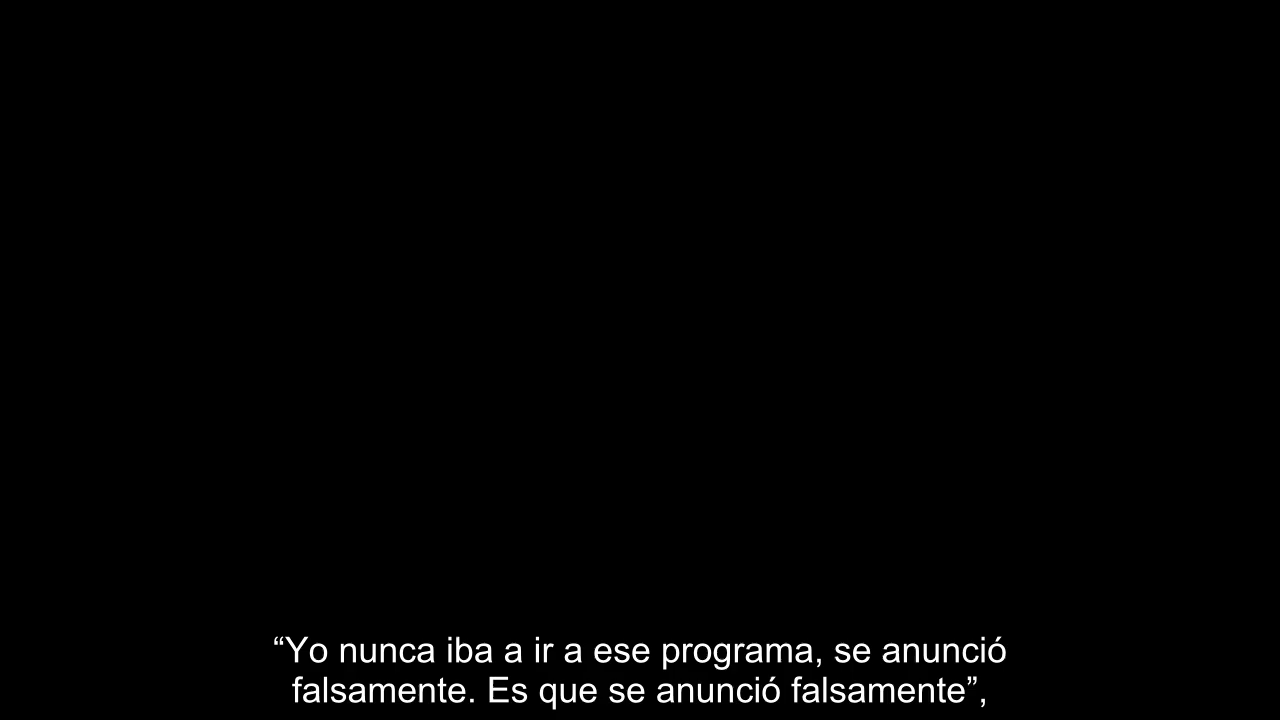 “Yo nunca iba a ir a ese programa, se anunció
falsamente. Es que se anunció falsamente”,